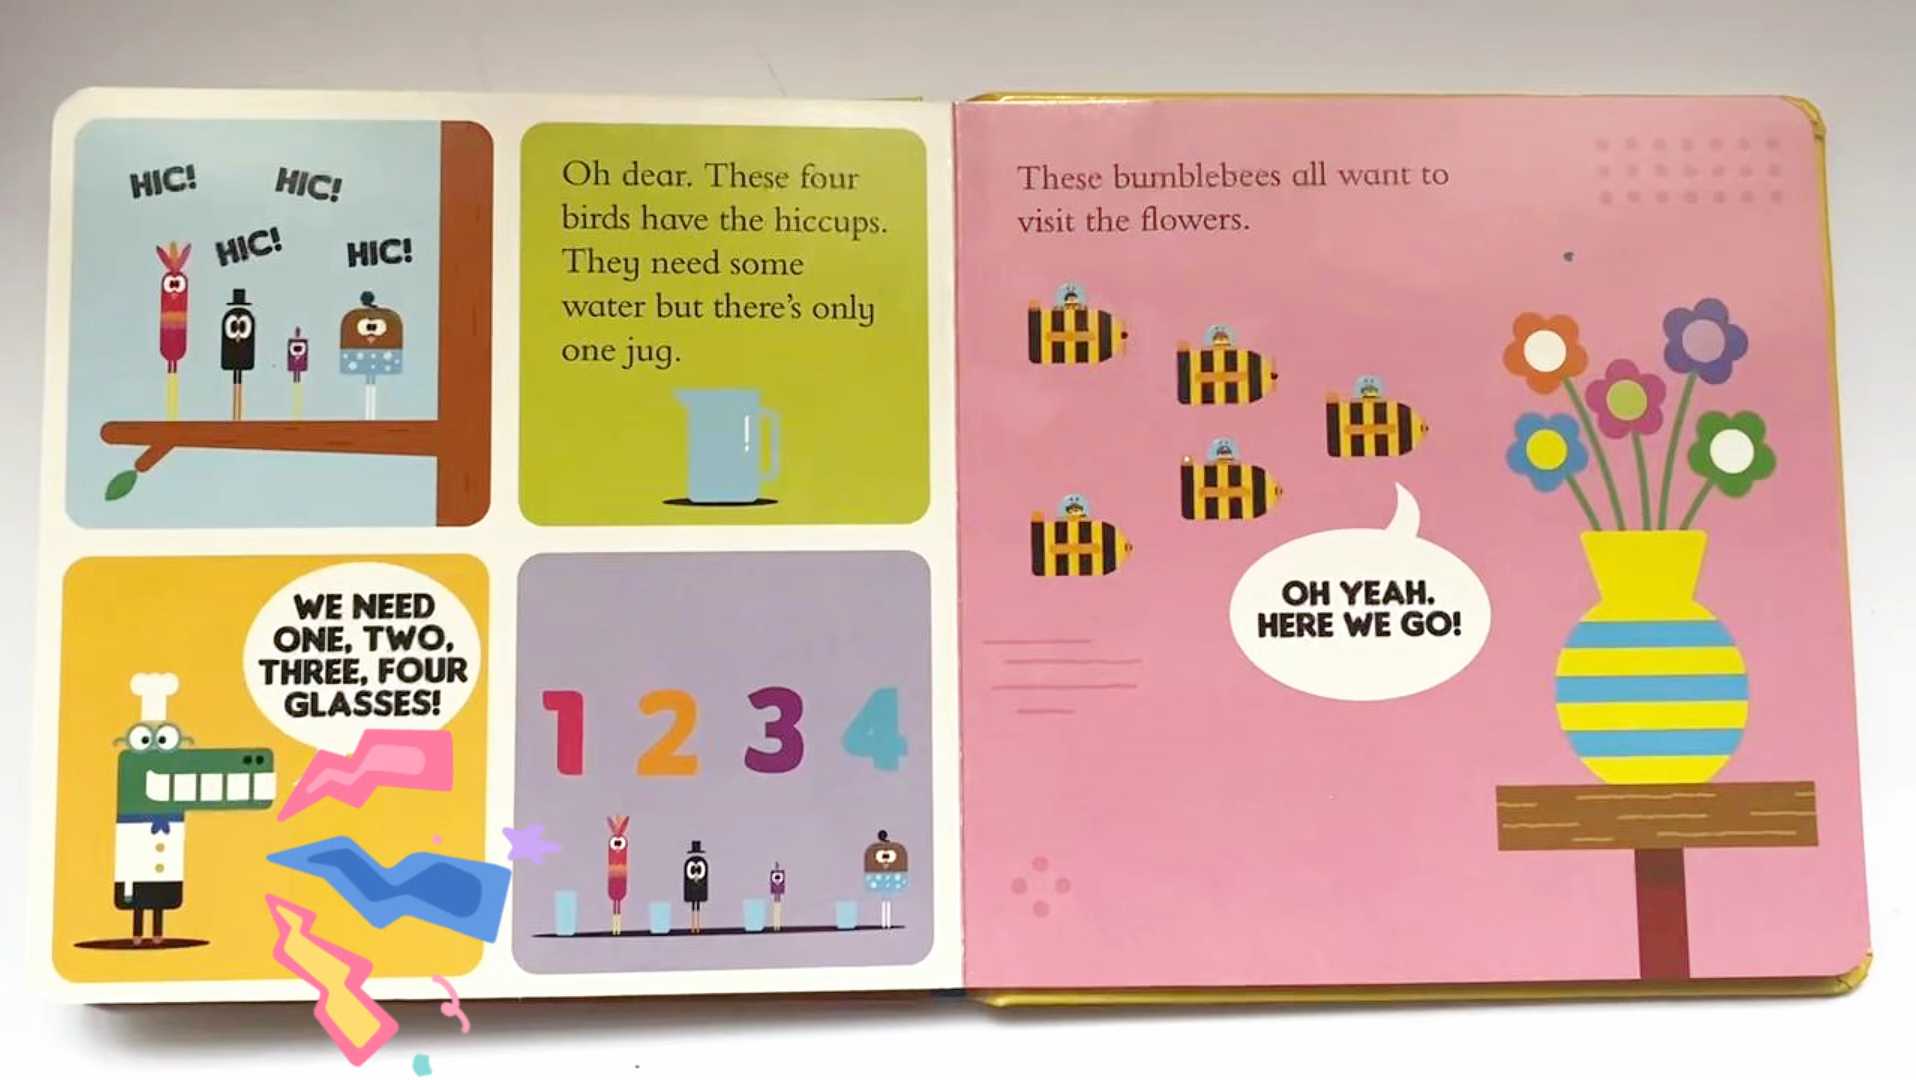 HIC!
HIC!
HIC!
HIC!
Oh dear. These four
birds have the hiccups.
They need some
water but there's only
one jug.
WE NEED
ONE, TWO,
THREE, FOUR
GLASSES!
1 2 3 4
These bumblebees all want to
visit the flowers.
OH YEAH.
HERE WE GO!